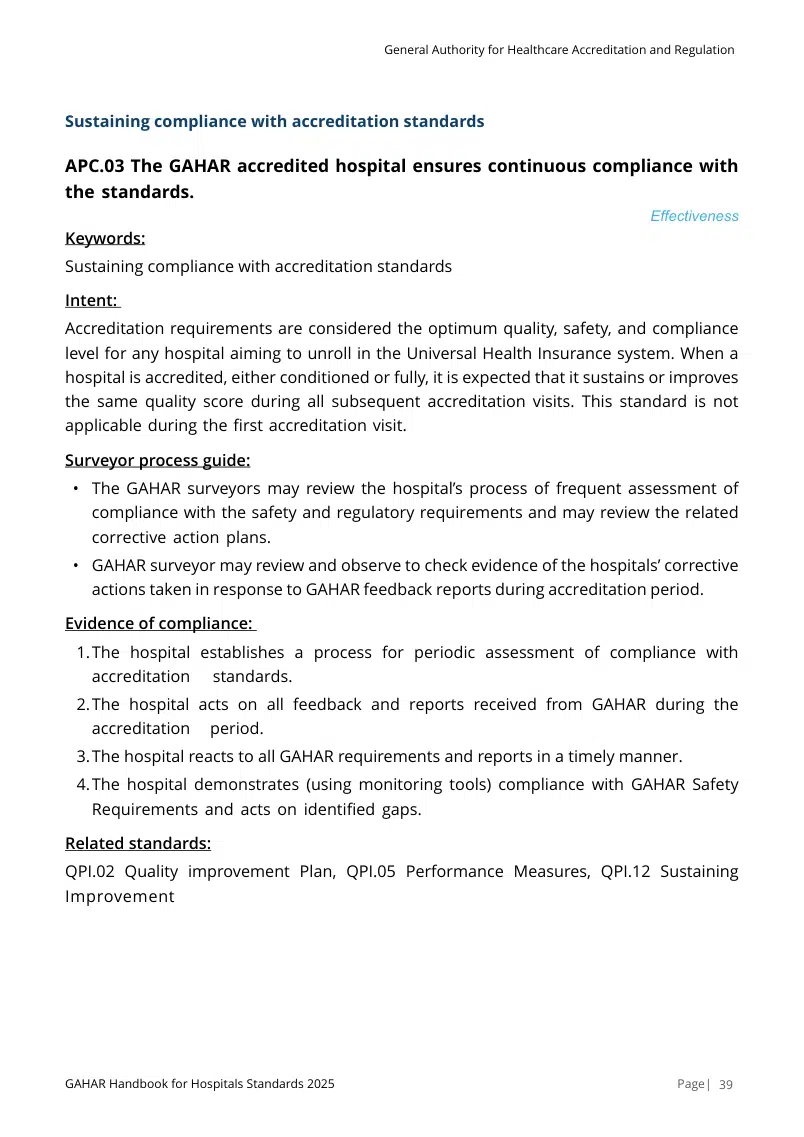 General Authority for Healthcare Accreditation and Regulation
Sustaining compliance with accreditation standards
APC.03 The GAHAR accredited hospital ensures continuous compliance with
the standards.
Effectiveness
Keywords:
Sustaining compliance with accreditation standards
Intent:
Accreditation requirements are considered the optimum quality, safety, and compliance
level for any hospital aiming to unroll in the Universal Health Insurance system. When a
hospital is accredited, either conditioned or fully, it is expected that it sustains or improves
the same quality score during all subsequent accreditation visits. This standard is not
applicable during the first accreditation visit.
Surveyor process guide:
• The GAHAR surveyors may review the hospital’s process of frequent assessment of
compliance with the safety and regulatory requirements and may review the related
corrective action plans.
• GAHAR surveyor may review and observe to check evidence of the hospitals’ corrective
actions taken in response to GAHAR feedback reports during accreditation period.
Evidence of compliance:
1. The hospital establishes a process for periodic assessment of compliance with
accreditation standards.
2. The hospital acts on all feedback and reports received from GAHAR during the
accreditation period.
3. The hospital reacts to all GAHAR requirements and reports in a timely manner.
4. The hospital demonstrates (using monitoring tools) compliance with GAHAR Safety
Requirements and acts on identified gaps.
Related standards:
QPI.02 Quality improvement Plan, QPI.05 Performance Measures, QPI.12 Sustaining
Improvement
GAHAR Handbook for Hospitals Standards 2025
Page| 39